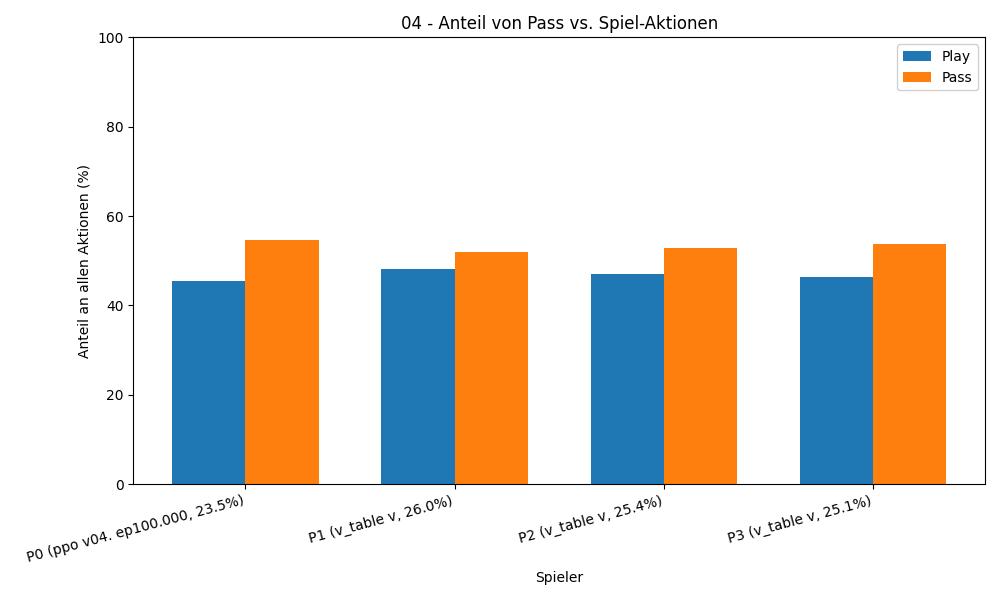 04 - Anteil von Pass vs. Spiel-Aktionen
Play
Pass
Anteil an allen Aktionen (%)
100
80
60
40
20
0
P0 (ppo v04. ep100.000, 23.5%)
P1 (v_table v, 26.0%)
P2 (v_table v, 25.4%)
P3 (v_table v, 25.1%)
Spieler